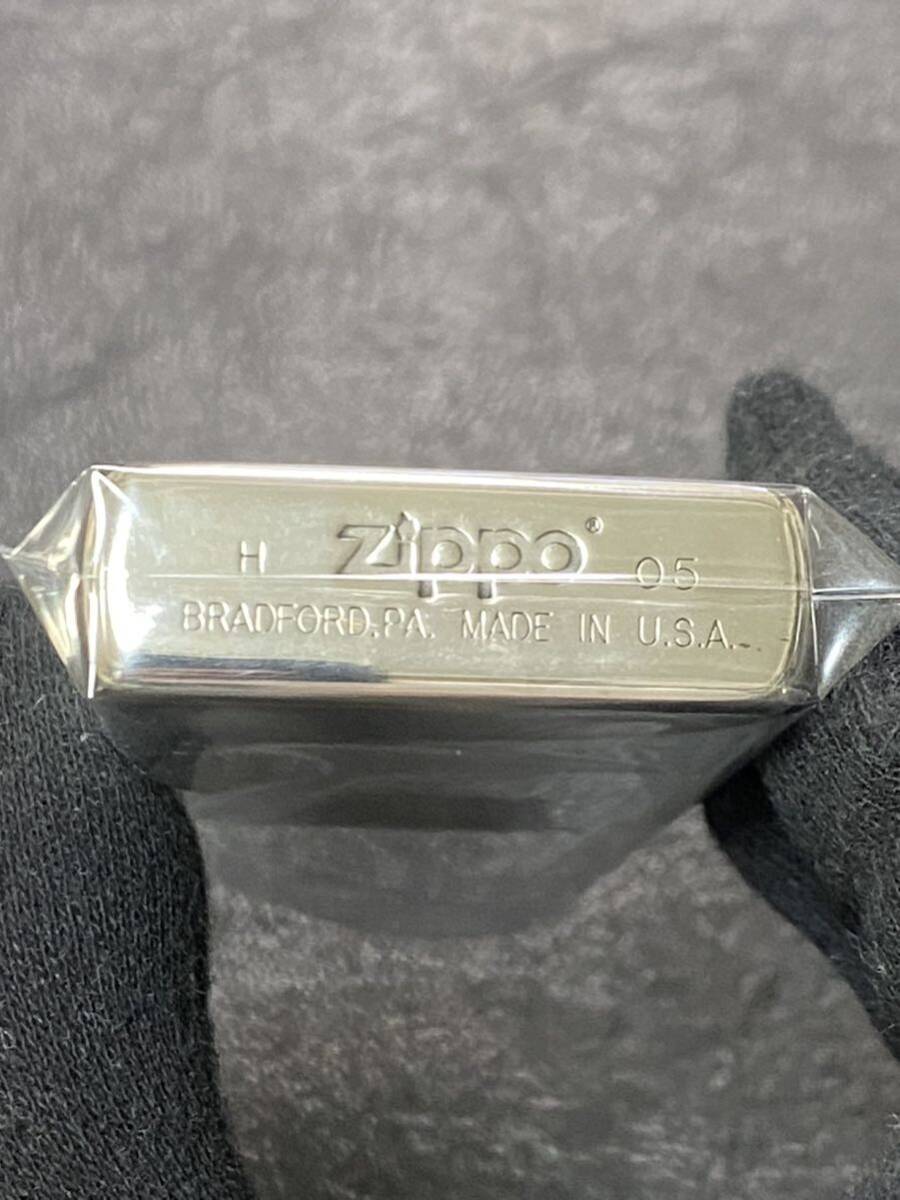 H Zippo® 05
BRADFORD,PA. MADE IN U.S.A.